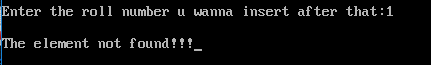 Enter the roll number u wanna insert after that:1
The element not found!!!_